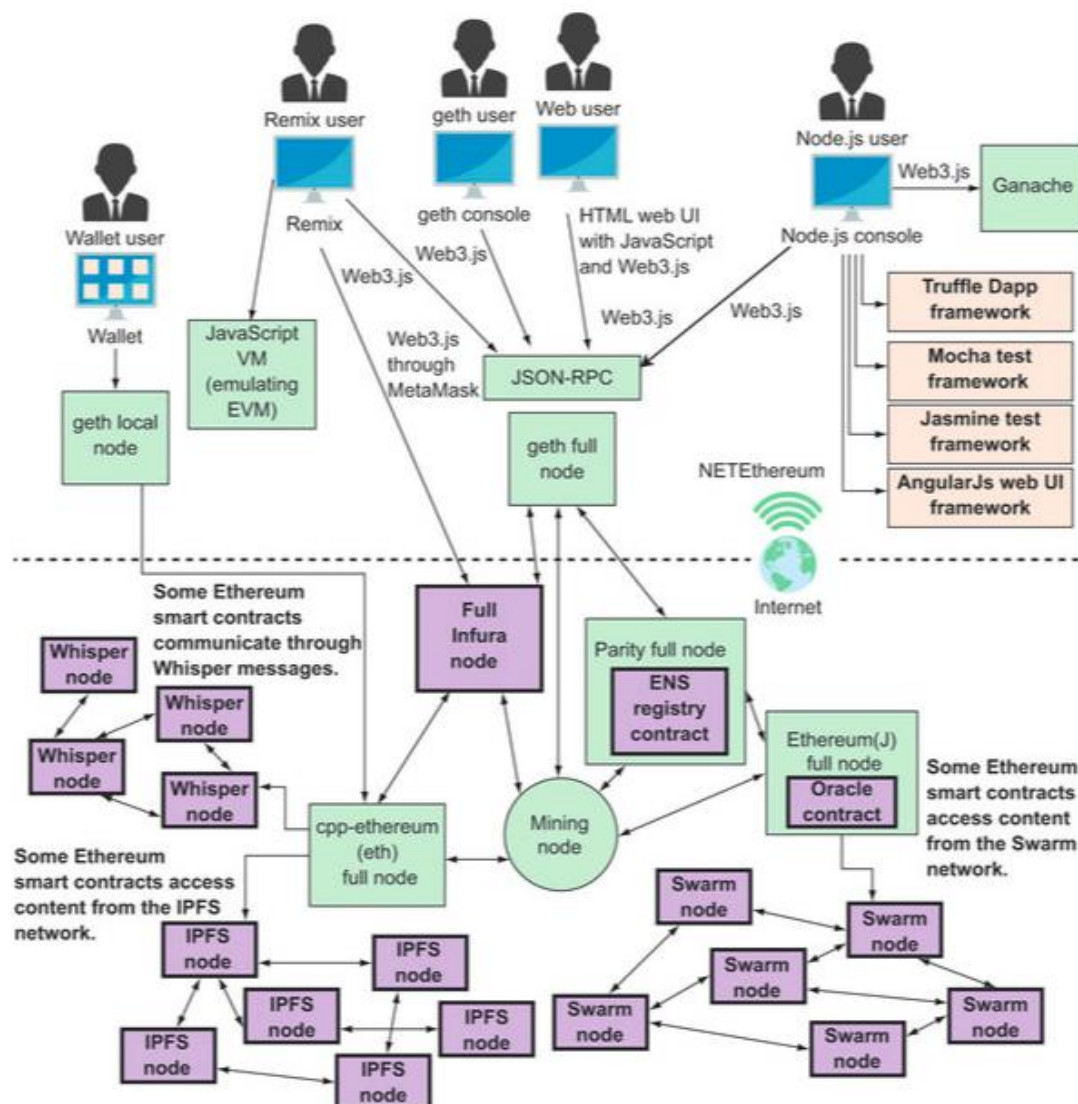 Remix user
geth user
Web user
Node.js user
Wallet user
Remix
geth console
HTML web UI
with JavaScript
and Web3.js
Node.js console
Web3.js
Ganache
Wallet
Web3.js
Web3.js
Web3.js
Web3.js
Truffle Dapp
framework
JavaScript
VM
(emulating
EVM)
Web3.js
through
MetaMask
JSON-RPC
Mocha test
framework
geth local
node
geth full
node
Jasmine test
framework
NETEthereum
AngularJs web UI
framework
Internet
Some Ethereum
smart contracts
communicate through
Whisper messages.
Full
Infura
node
Parity full node
ENS
registry
contract
Whisper
node
Whisper
node
Whisper
node
Whisper
node
Ethereum(J)
full node
Oracle
contract
Some Ethereum
smart contracts
access content
from the Swarm
network.
cpp-ethereum
(eth)
full node
Mining
node
Some Ethereum
smart contracts access
content from the IPFS
network.
IPFS
node
IPFS
node
IPFS
node
IPFS
node
IPFS
node
IPFS
node
Swarm
node
Swarm
node
Swarm
node
Swarm
node
Swarm
node
Swarm
node